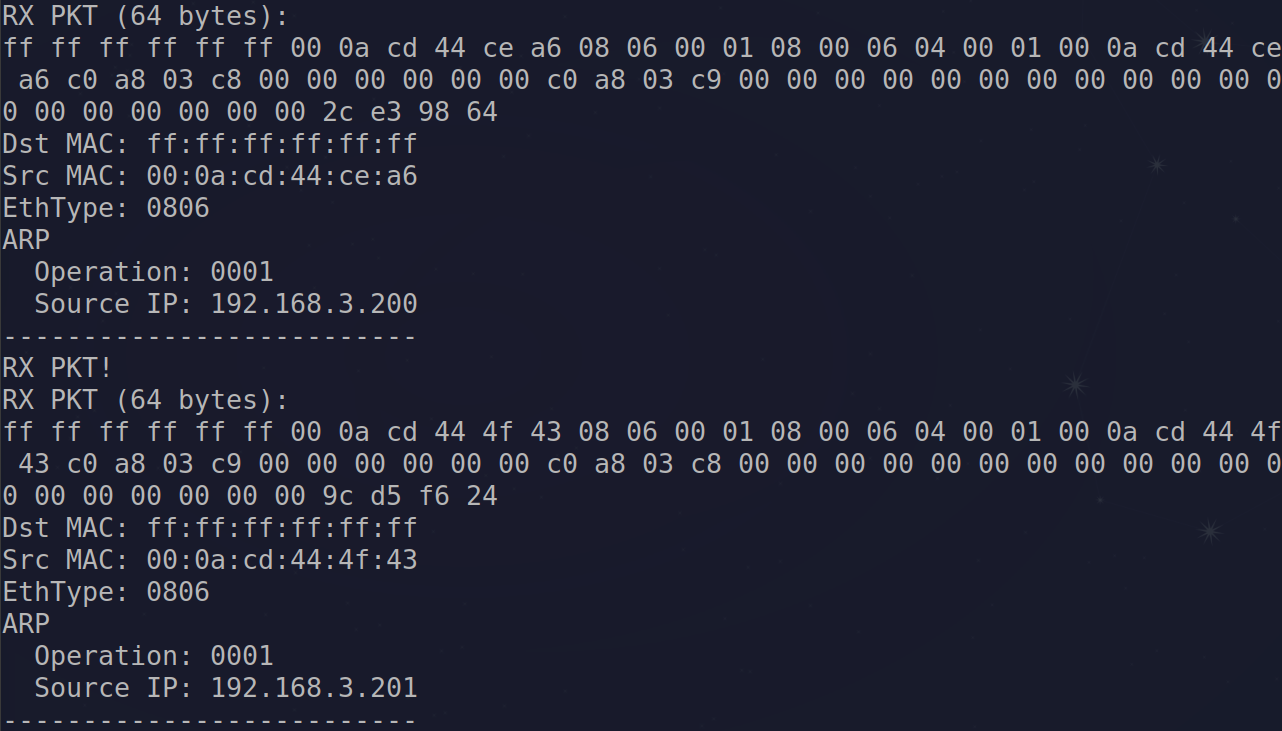 RX PKT (64 bytes):
ff ff ff ff ff ff 00 0a cd 44 ce a6 08 06 00 01 08 00 06 04 00 01 00 0a cd 44 ce
 a6 c0 a8 03 c8 00 00 00 00 00 00 c0 a8 03 c9 00 00 00 00 00 00 00 00 00 00 00 0
0 00 00 00 00 00 00 2c e3 98 64
Dst MAC: ff:ff:ff:ff:ff:ff
Src MAC: 00:0a:cd:44:ce:a6
EthType: 0806
ARP
  Operation: 0001
  Source IP: 192.168.3.200
--------------------------
RX PKT!
RX PKT (64 bytes):
ff ff ff ff ff ff 00 0a cd 44 4f 43 08 06 00 01 08 00 06 04 00 01 00 0a cd 44 4f
 43 c0 a8 03 c9 00 00 00 00 00 00 c0 a8 03 c8 00 00 00 00 00 00 00 00 00 00 00 0
0 00 00 00 00 00 00 9c d5 f6 24
Dst MAC: ff:ff:ff:ff:ff:ff
Src MAC: 00:0a:cd:44:4f:43
EthType: 0806
ARP
  Operation: 0001
  Source IP: 192.168.3.201
--------------------------